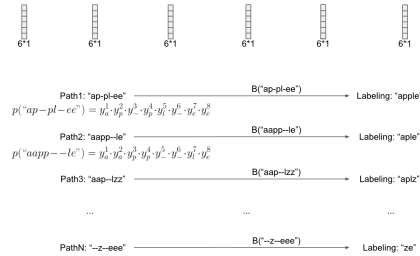 6*1 6*1 6*1 6*1 6*1 6*1
B("ap-pl-ee")
Path1: "ap-pl-ee" Labeling: "apple"
p("ap-pl-ee") = y_a^1·y_p^2·y_-^3·y_p^4·y_l^5·y_-^6·y_e^7·y_e^8
B("aapp--le")
Path2: "aapp--le" Labeling: "aple"
p("aapp--le") = y_a^1·y_a^2·y_p^3·y_p^4·y_-^5·y_-^6·y_l^7·y_e^8
B("aap--lzz")
Path3: "aap--lzz" Labeling: "aplz"
... ... ...
B("--z--eee")
PathN: "--z--eee" Labeling: "ze"